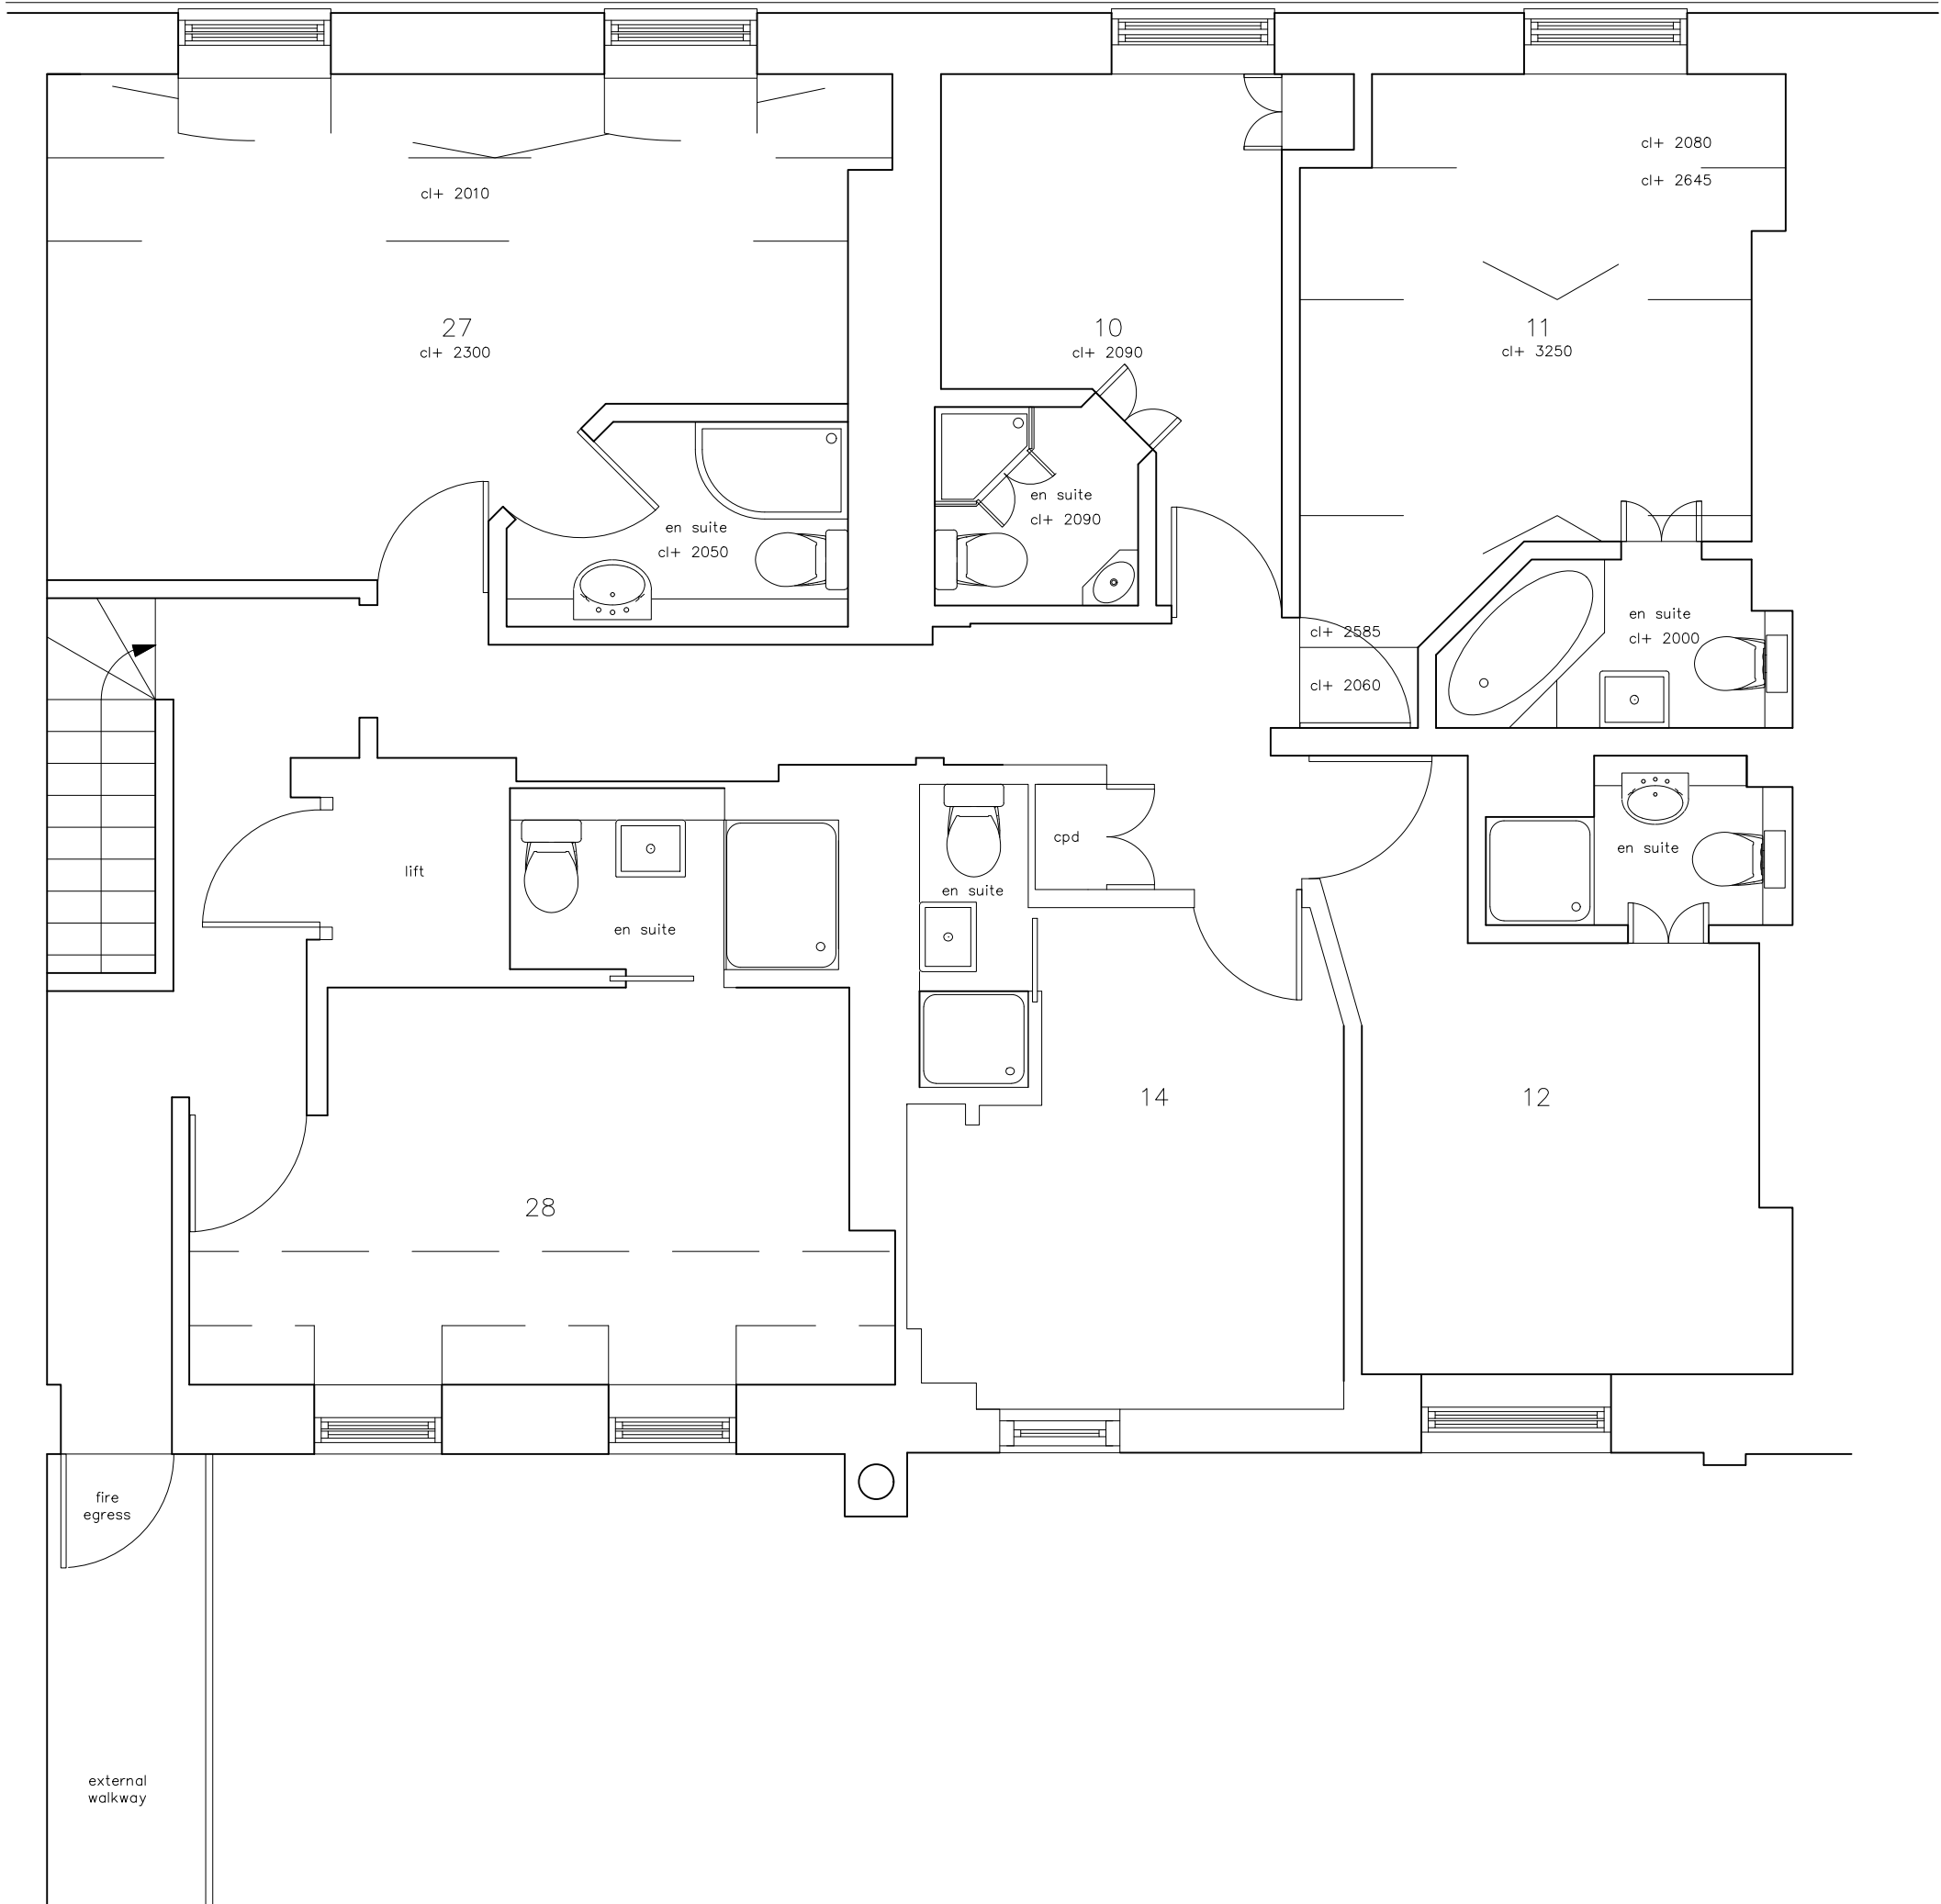 cl+ 2080
cl+ 2645
cl+ 2010
27
cl+ 2300
10
cl+ 2090
11
cl+ 3250
en suite
cl+ 2050
en suite
cl+ 2090
en suite
cl+ 2000
cl+ 2585
cl+ 2060
lift
en suite
en suite
cpd
en suite
28
14
12
fire
egress
external
walkway